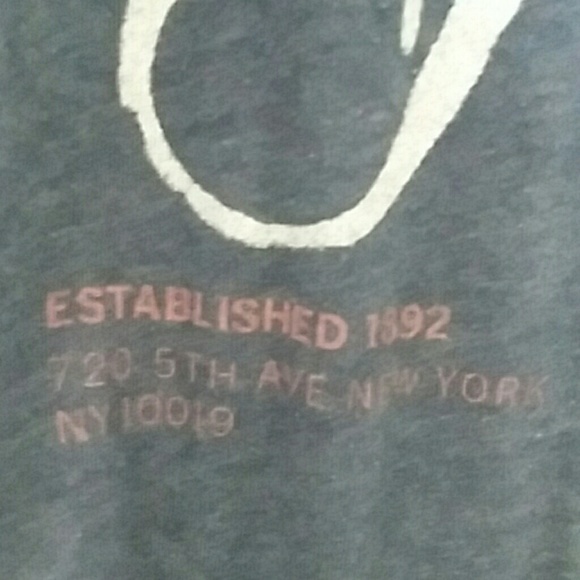 ESTABLISHED 1892
720 5TH AVE NEW YORK
NY 10019